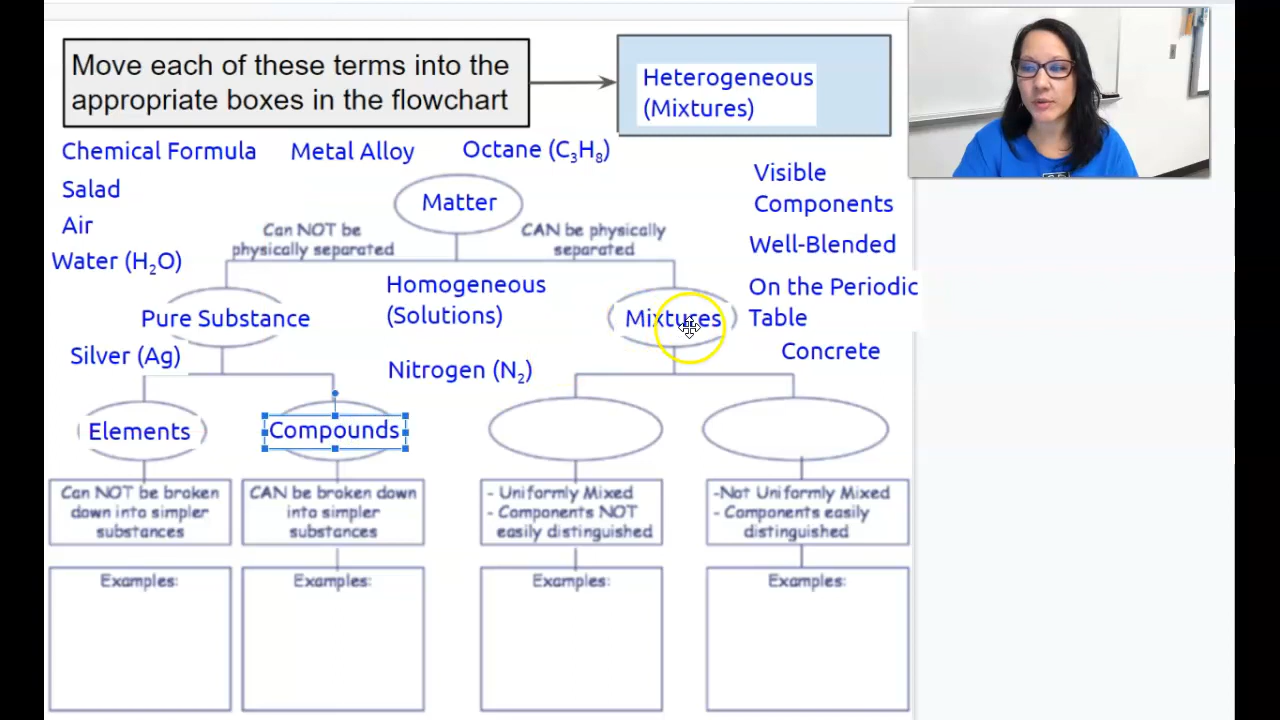 Move each of these terms into the
appropriate boxes in the flowchart
Heterogeneous
(Mixtures)
Chemical Formula
Metal Alloy
Octane (C₃H₈)
Salad
Air
Water (H₂O)
Matter
Visible
Components
Well-Blended
On the Periodic
Table
Concrete
Can NOT be
physically separated
CAN be physically
separated
Homogeneous
(Solutions)
Pure Substance
Mixtures
Silver (Ag)
Nitrogen (N₂)
Elements
Compounds
Can NOT be broken
down into simpler
substances
CAN be broken down
into simpler
substances
- Uniformly Mixed
- Components NOT
easily distinguished
-Not Uniformly Mixed
- Components easily
distinguished
Examples:
Examples:
Examples:
Examples: